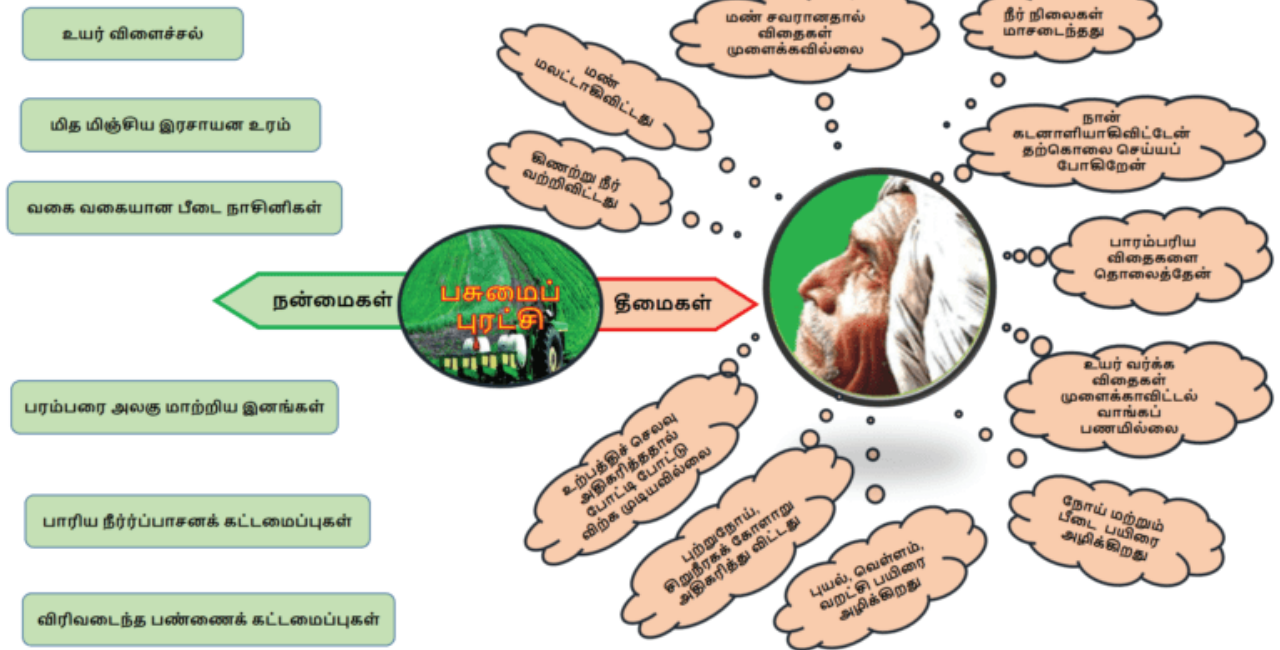 உயர் விளைச்சல்
மித மிஞ்சிய இரசாயன உரம்
வகை வகையான பீடை நாசினிகள்
நன்மைகள்
பசுமைப்
புரட்சி
தீமைகள்
பரம்பரை அலகு மாற்றிய இனங்கள்
பாரிய நீர்ர்ப்பாசனக் கட்டமைப்புகள்
விரிவடைந்த பண்ணைக் கட்டமைப்புகள்
கிணற்று நீர்
வற்றிவிட்டது
மண்
மலட்டாகிவிட்டது
மண் சவரானதால்
விதைகள்
முளைக்கவில்லை
நீர் நிலைகள்
மாசடைந்தது
நான்
கடனாளியாகிவிட்டேன்
தற்கொலை செய்யப்
போகிறேன்
பாரம்பரிய
விதைகளை
தொலைத்தேன்
உயர் வர்க்க
விதைகள்
முளைக்காவிட்டல்
வாங்கப்
பணமில்லை
நோய் மற்றும்
பீடை பயிரை
அழிக்கிறது
புயல், வெள்ளம்,
வறட்சி பயிரை
அழிக்கிறது
புற்றுநோய்,
சிறுநீரகக் கோளாறு
அதிகரித்து விட்டது
உற்பத்திச் செலவு
அதிகரித்ததால்
போட்டி போட்டு
விற்க முடியவில்லை